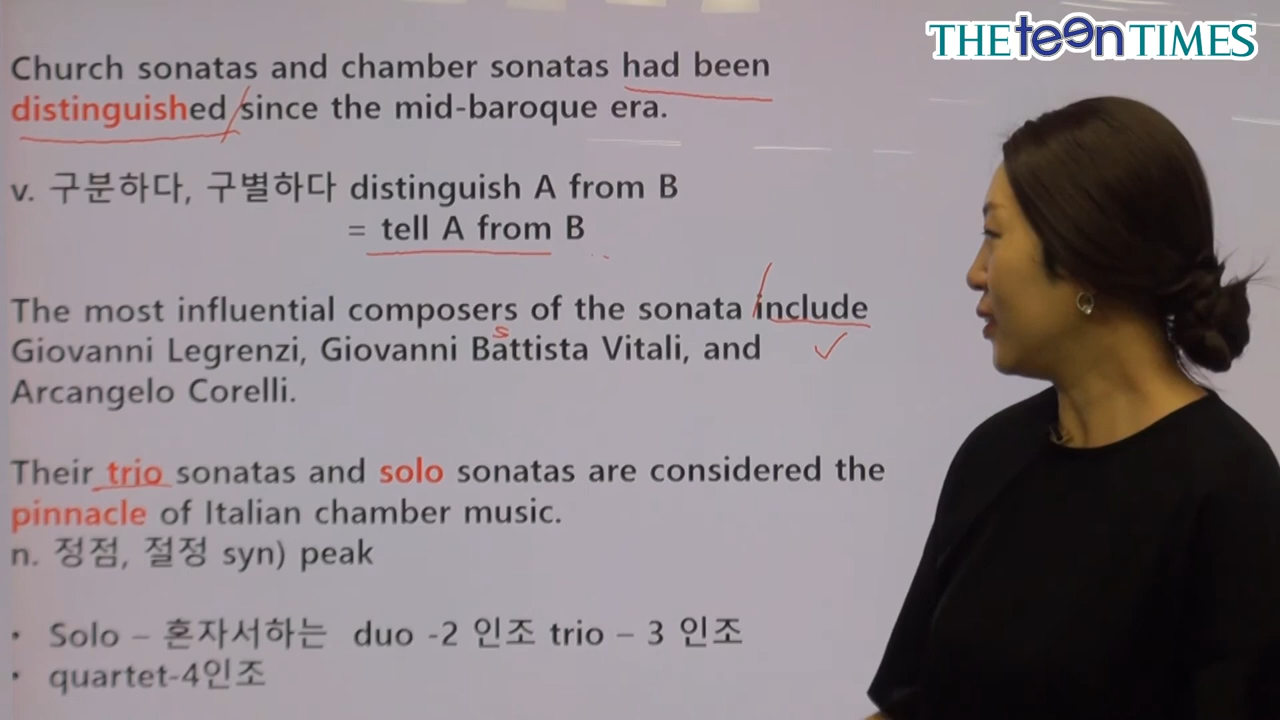 THE teen TIMES
Church sonatas and chamber sonatas had been
distinguished since the mid-baroque era.
v. 구분하다, 구별하다 distinguish A from B
= tell A from B
The most influential composers of the sonata include
s
Giovanni Legrenzi, Giovanni Battista Vitali, and
Arcangelo Corelli.
Their trio sonatas and solo sonatas are considered the
pinnacle of Italian chamber music.
n. 정점, 절정 syn) peak
• Solo – 혼자서하는 duo -2 인조 trio – 3 인조
• quartet-4인조